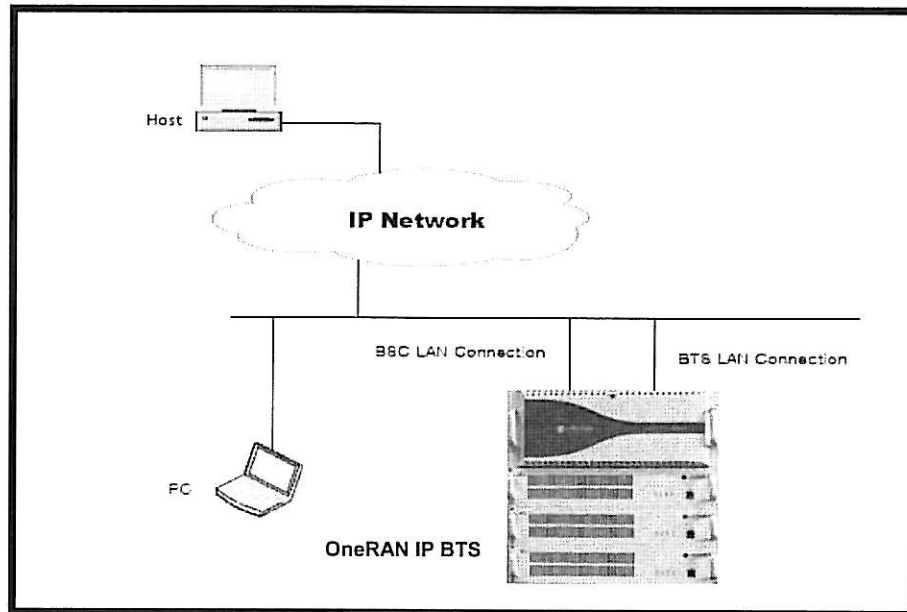 Host
IP Network
BSC LAN Connection
BTS LAN Connection
PC
OneRAN IP BTS